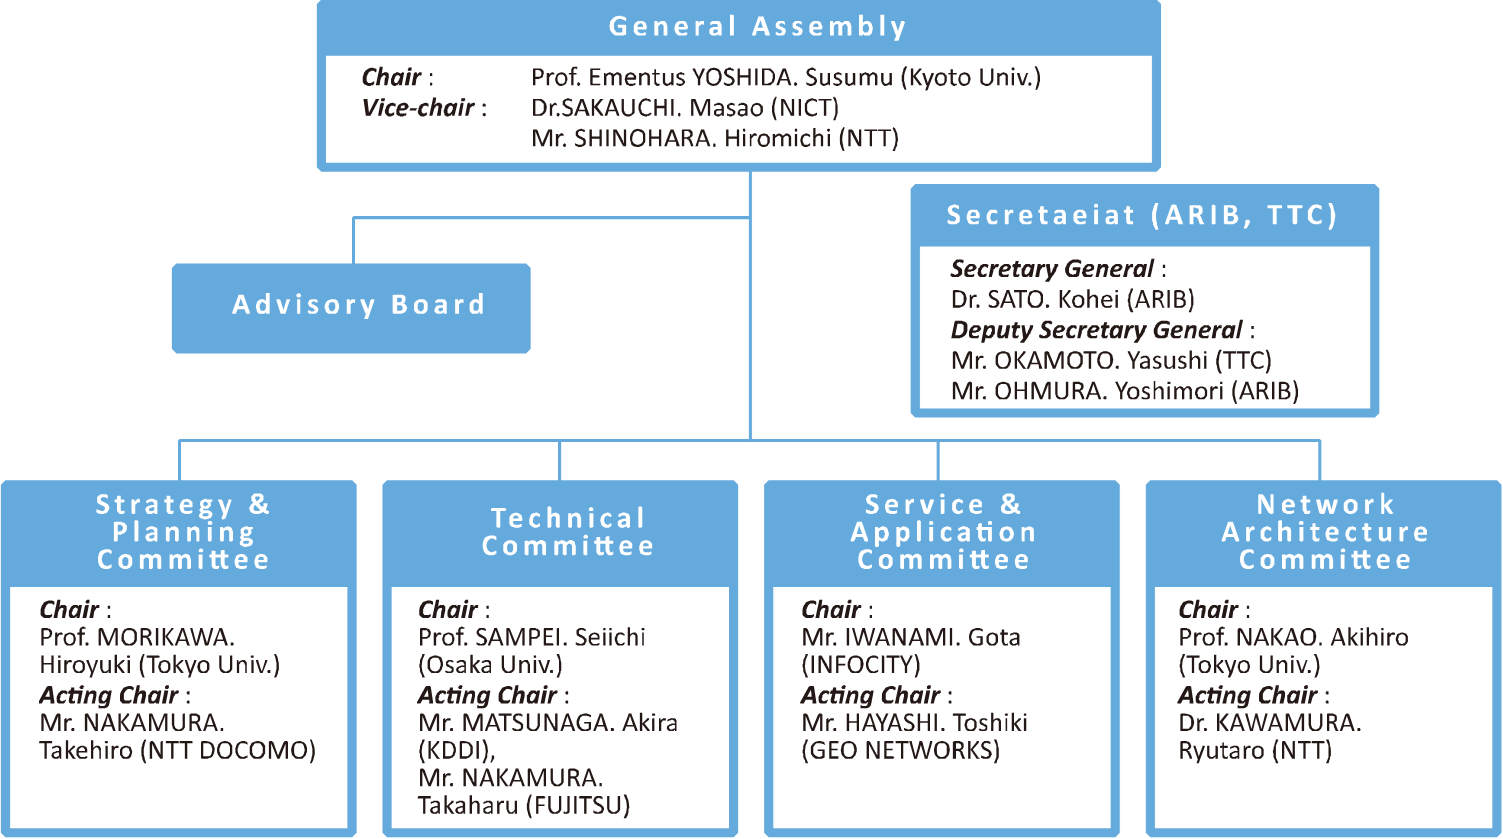 General Assembly
Chair : Prof. Ementus YOSHIDA. Susumu (Kyoto Univ.)
Vice-chair : Dr.SAKAUCHI. Masao (NICT)
Mr. SHINOHARA. Hiromichi (NTT)
Advisory Board
Secretaeiat (ARIB, TTC)
Secretary General :
Dr. SATO. Kohei (ARIB)
Deputy Secretary General :
Mr. OKAMOTO. Yasushi (TTC)
Mr. OHMURA. Yoshimori (ARIB)
Strategy &
Planning
Committee
Chair :
Prof. MORIKAWA.
Hiroyuki (Tokyo Univ.)
Acting Chair :
Mr. NAKAMURA.
Takehiro (NTT DOCOMO)
Technical
Committee
Chair :
Prof. SAMPEI. Seiichi
(Osaka Univ.)
Acting Chair :
Mr. MATSUNAGA. Akira
(KDDI),
Mr. NAKAMURA.
Takaharu (FUJITSU)
Service &
Application
Committee
Chair :
Mr. IWANAMI. Gota
(INFOCITY)
Acting Chair :
Mr. HAYASHI. Toshiki
(GEO NETWORKS)
Network
Architecture
Committee
Chair :
Prof. NAKAO. Akihiro
(Tokyo Univ.)
Acting Chair :
Dr. KAWAMURA.
Ryutaro (NTT)